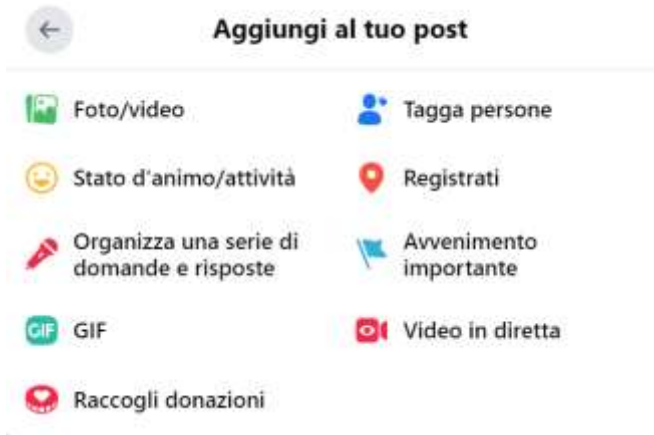 Aggiungi al tuo post
Foto/video
Tagga persone
Stato d'animo/attività
Registrati
Organizza una serie di
domande e risposte
Avvenimento
importante
GIF
GIF
Video in diretta
Raccogli donazioni